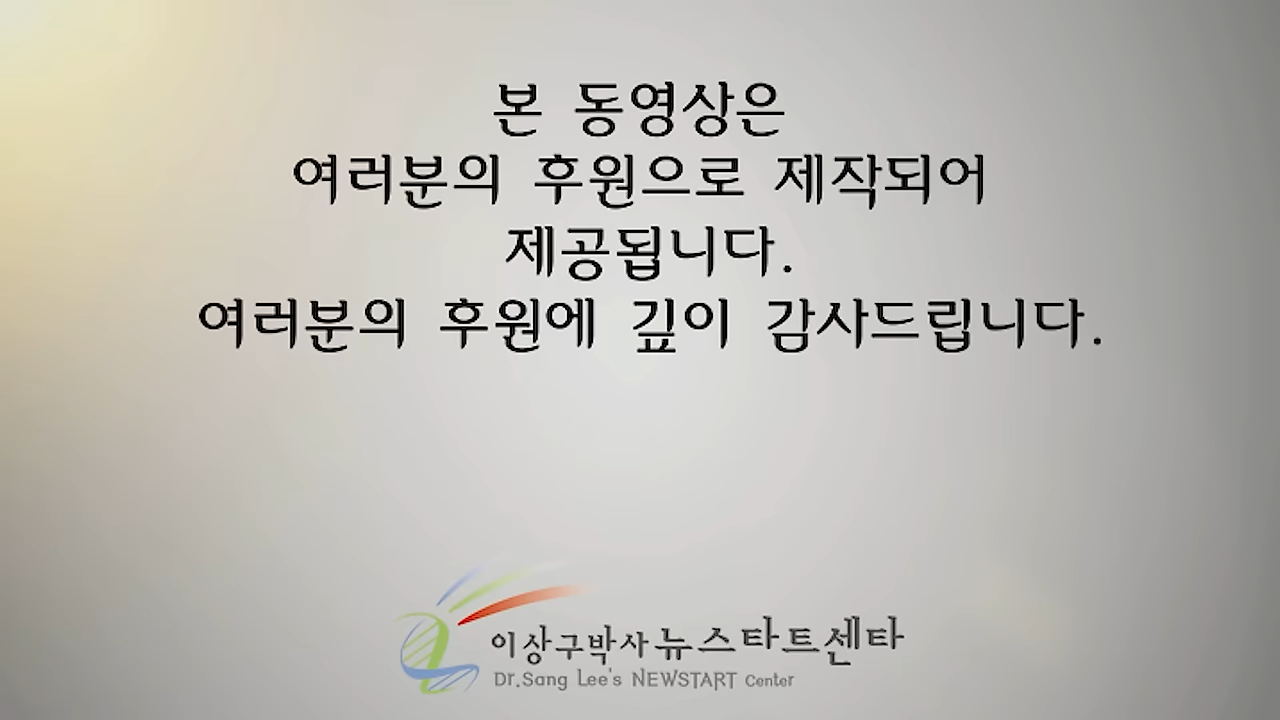 본 동영상은
여러분의 후원으로 제작되어
제공됩니다.
여러분의 후원에 깊이 감사드립니다.
이상구박사 뉴스타트센타
Dr.Sang Lee's NEWSTART Center